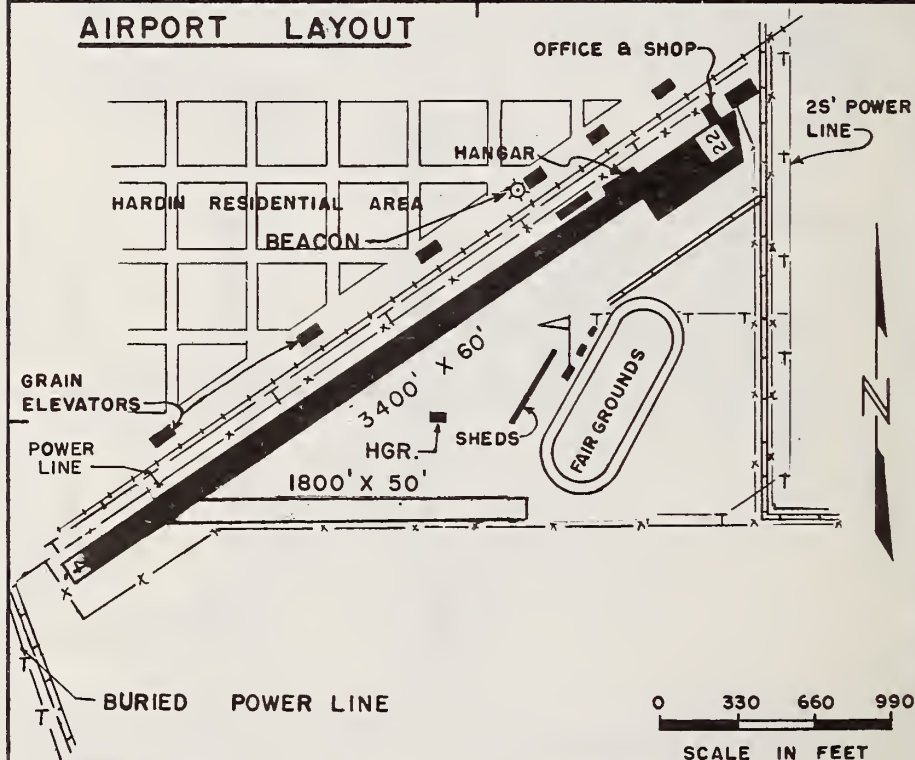 AIRPORT LAYOUT
OFFICE & SHOP
25' POWER
LINE
22
HANGAR
HARDIN RESIDENTIAL AREA
BEACON
3400' X 60'
GRAIN
ELEVATORS
FAIR GROUNDS
SHEDS
HGR.
POWER
LINE
1800' X 50'
N
4
BURIED POWER LINE
0 330 660 990
SCALE IN FEET